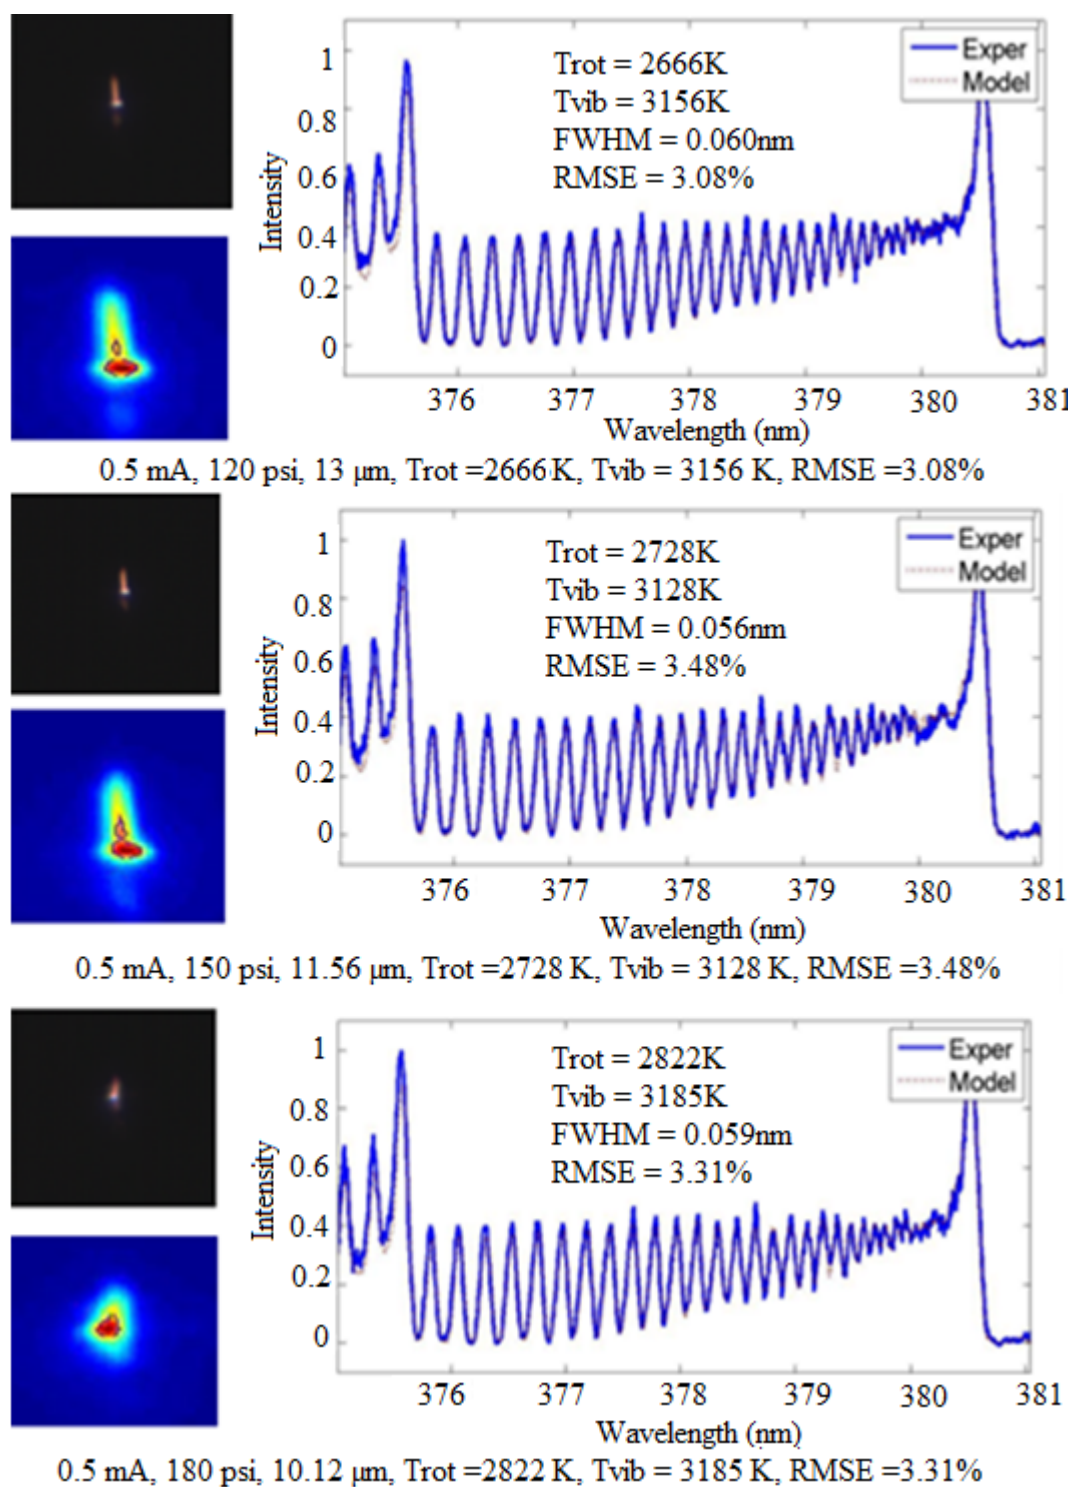 1
0.8
0.6
0.4
0.2
0
Intensity
Trot = 2666K
Tvib = 3156K
FWHM = 0.060nm
RMSE = 3.08%
Exper
Model
376 377 378 379 380 381
Wavelength (nm)
0.5 mA, 120 psi, 13 μm, Trot =2666 K, Tvib = 3156 K, RMSE =3.08%
1
0.8
0.6
0.4
0.2
0
Intensity
Trot = 2728K
Tvib = 3128K
FWHM = 0.056nm
RMSE = 3.48%
Exper
Model
376 377 378 379 380 381
Wavelength (nm)
0.5 mA, 150 psi, 11.56 μm, Trot =2728 K, Tvib = 3128 K, RMSE =3.48%
1
0.8
0.6
0.4
0.2
0
Intensity
Trot = 2822K
Tvib = 3185K
FWHM = 0.059nm
RMSE = 3.31%
Exper
Model
376 377 378 379 380 381
Wavelength (nm)
0.5 mA, 180 psi, 10.12 μm, Trot =2822 K, Tvib = 3185 K, RMSE =3.31%